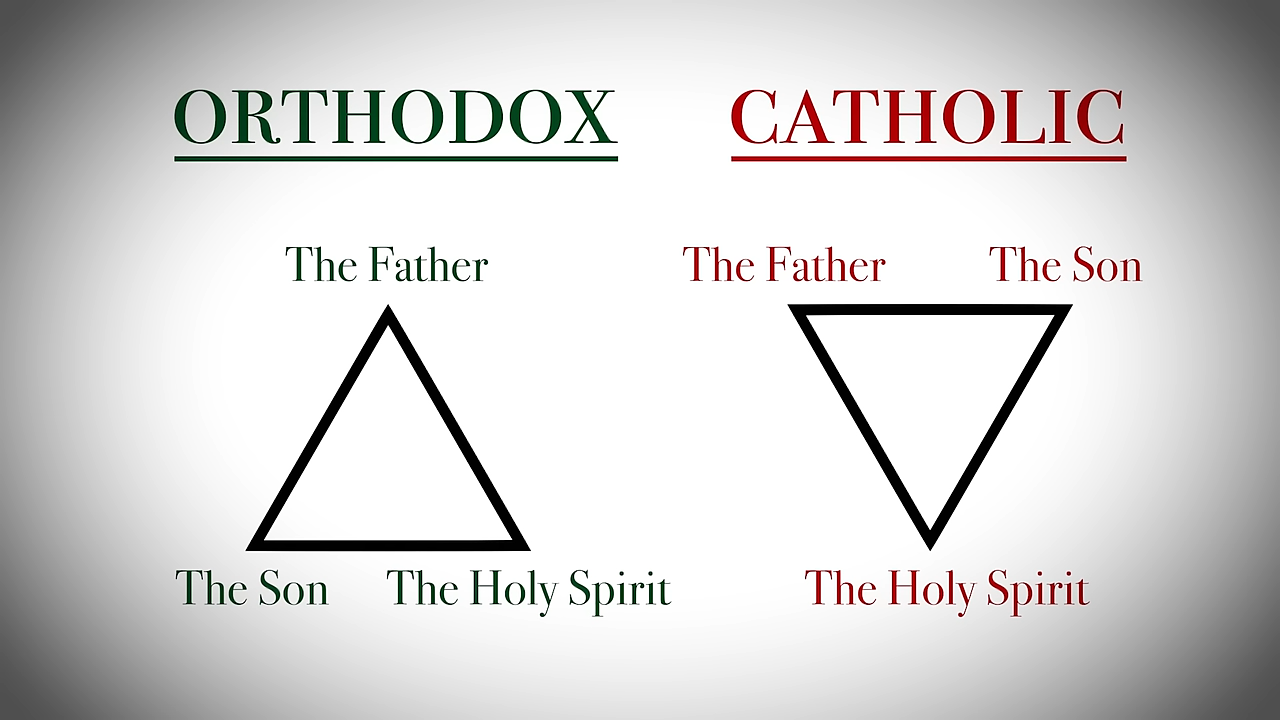 ORTHODOX
The Father
The Son
The Holy Spirit
CATHOLIC
The Father
The Son
The Holy Spirit